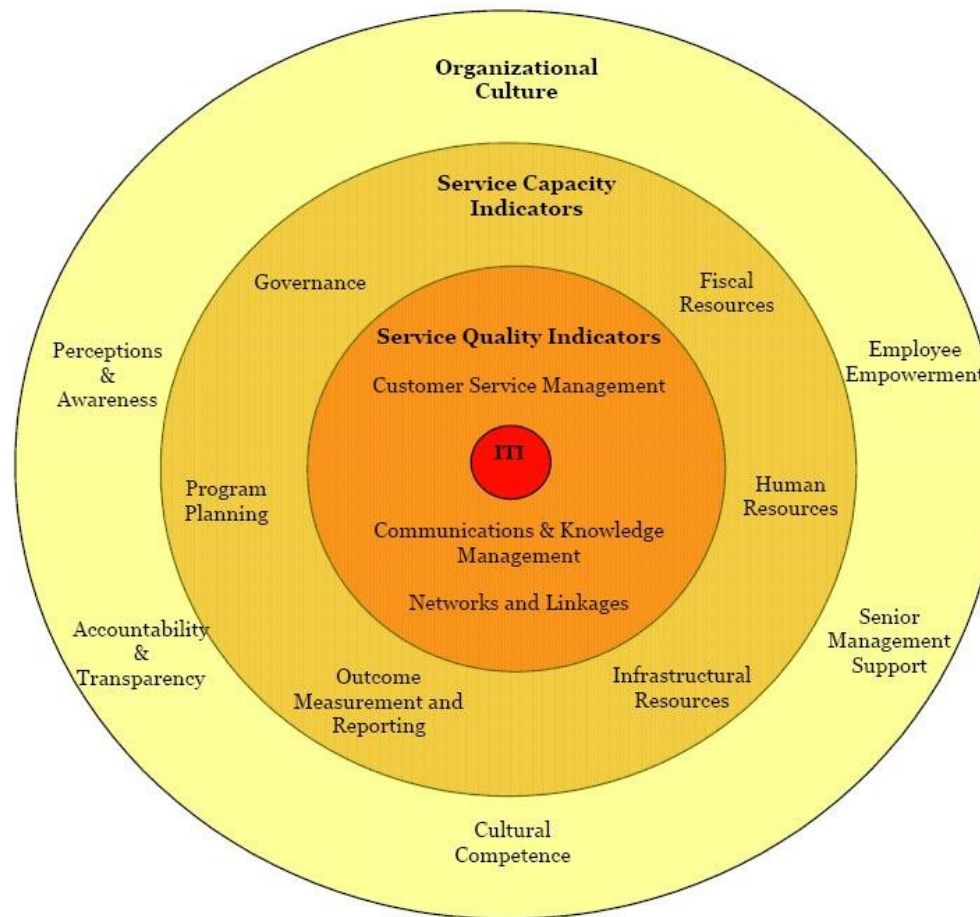 Organizational
Culture
Service Capacity
Indicators
Governance
Fiscal
Resources
Service Quality Indicators
Customer Service Management
Perceptions
&
Awareness
Employee
Empowerment
ITI
Program
Planning
Human
Resources
Communications & Knowledge
Management
Networks and Linkages
Accountability
&
Transparency
Senior
Management
Support
Outcome
Measurement and
Reporting
Infrastructural
Resources
Cultural
Competence